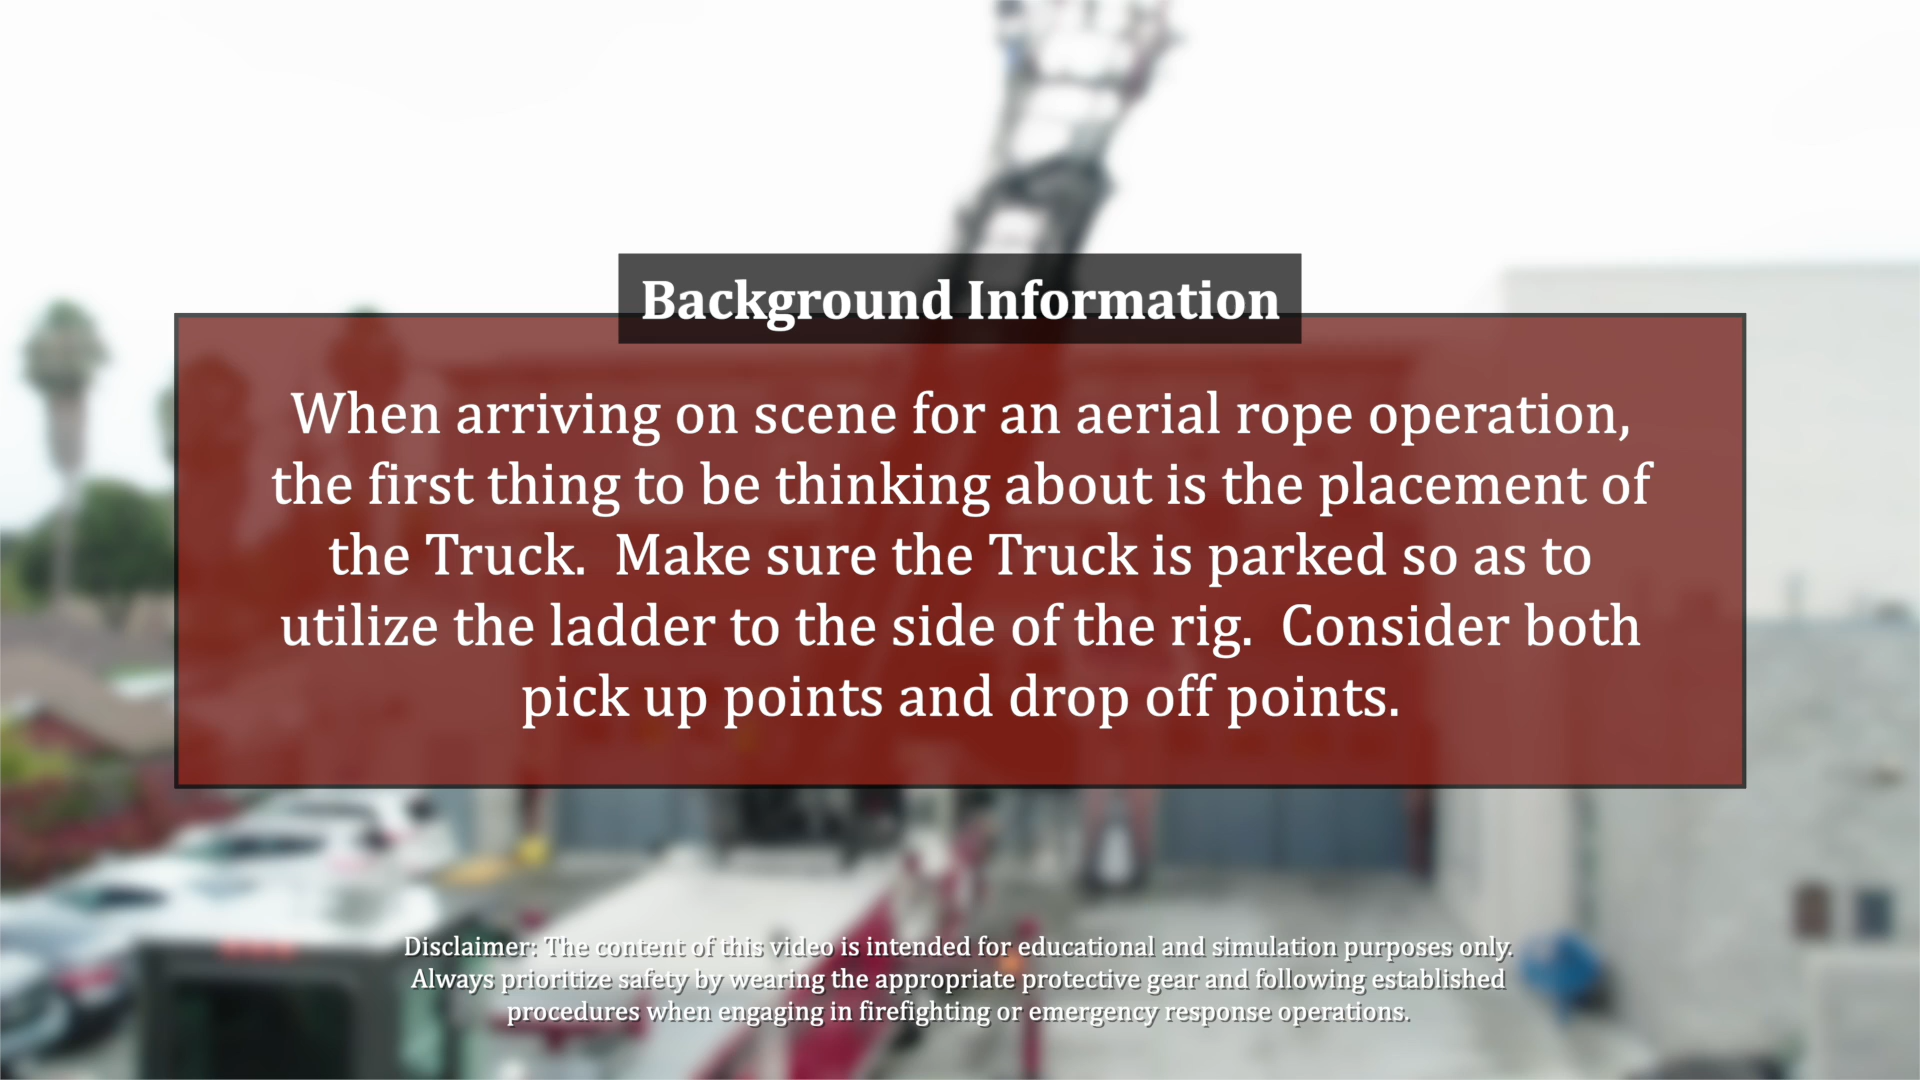 Background Information
When arriving on scene for an aerial rope operation,
the first thing to be thinking about is the placement of
the Truck.  Make sure the Truck is parked so as to
utilize the ladder to the side of the rig.  Consider both
pick up points and drop off points.
Disclaimer: The content of this video is intended for educational and simulation purposes only.
Always prioritize safety by wearing the appropriate protective gear and following established
procedures when engaging in firefighting or emergency response operations.